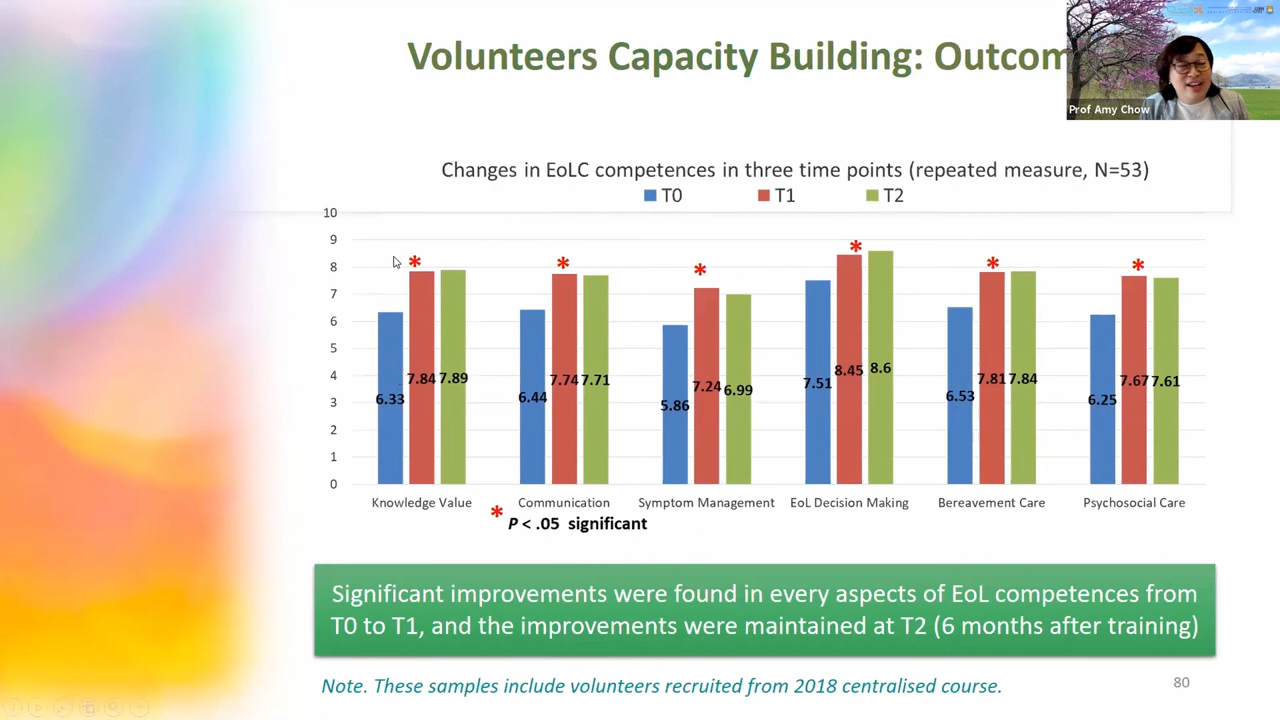 Volunteers Capacity Building: Outcom
Prof Amy Chow
Changes in EoLC competences in three time points (repeated measure, N=53)
T0 T1 T2
10
9
8
7
6
5
4
3
2
1
0
6.33 7.84 7.89
6.44 7.74 7.71
5.86 7.24 6.99
7.51 8.45 8.6
6.53 7.81 7.84
6.25 7.67 7.61
* * * * * *
Knowledge Value Communication Symptom Management EoL Decision Making Bereavement Care Psychosocial Care
* P < .05 significant
Significant improvements were found in every aspects of EoL competences from
T0 to T1, and the improvements were maintained at T2 (6 months after training)
Note. These samples include volunteers recruited from 2018 centralised course.
80